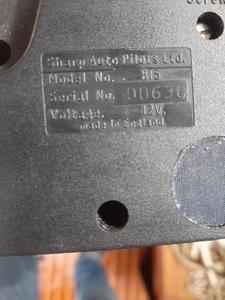 Sharp Auto Pilots Ltd.
Model No. H15
Serial No. 00630
Voltage. 12V.
made in England